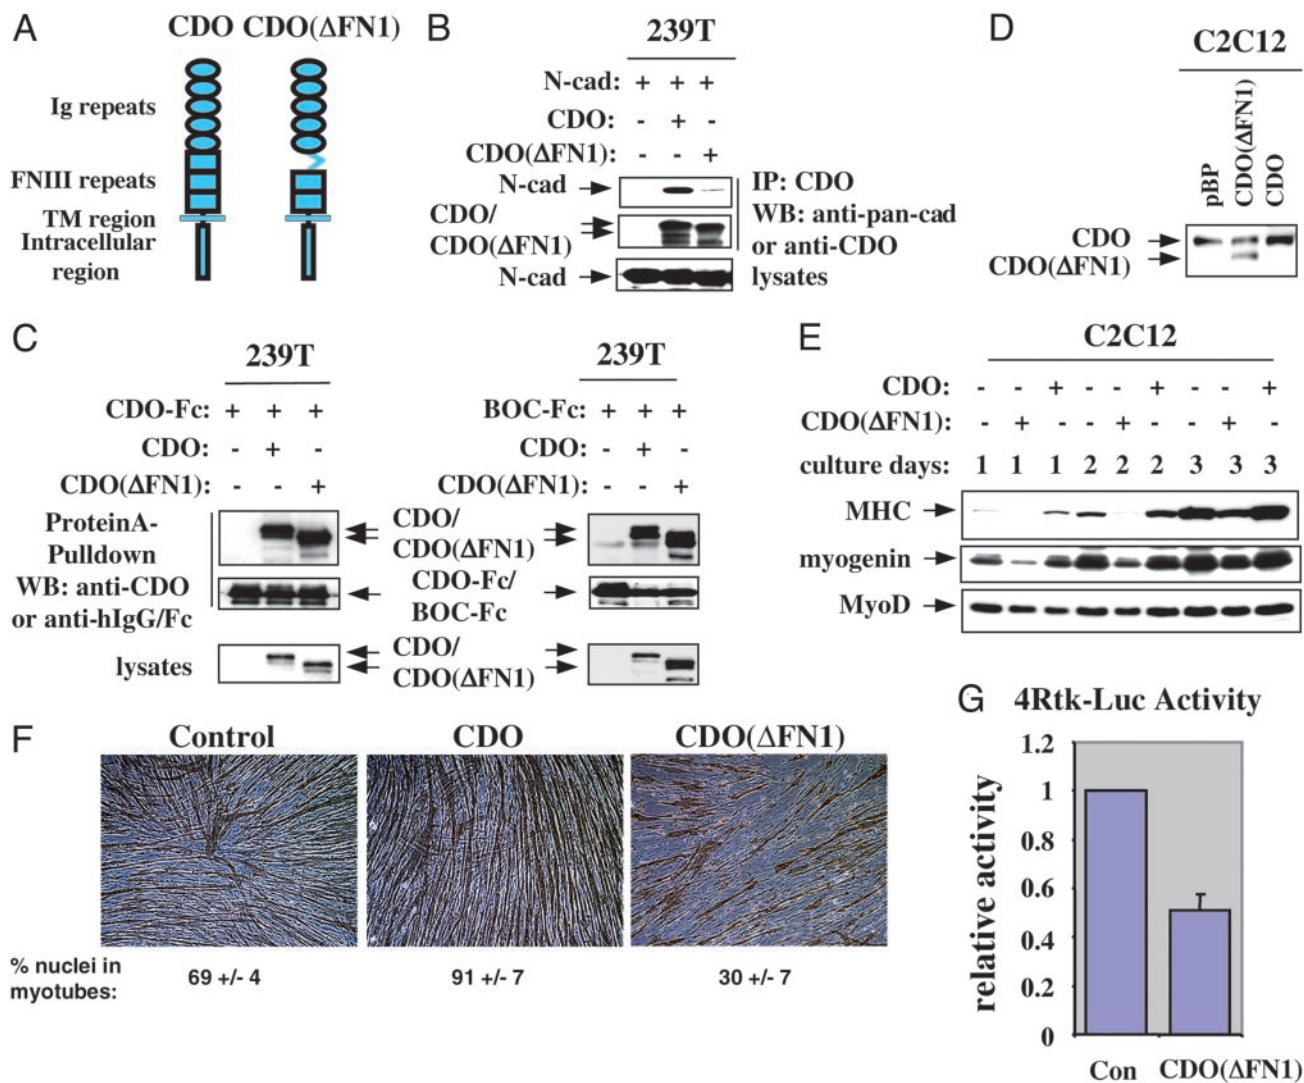 A
CDO CDO(ΔFN1)
Ig repeats
FNIII repeats
TM region
Intracellular
region
B
239T
N-cad: + + +
CDO: - + -
CDO(ΔFN1): - - +
N-cad
CDO/
CDO(ΔFN1)
N-cad
IP: CDO
WB: anti-pan-cad
or anti-CDO
lysates
D
C2C12
pBP
CDO(ΔFN1)
CDO
CDO
CDO(ΔFN1)
C
239T
CDO-Fc: + + +
CDO: - + -
CDO(ΔFN1): - - +
ProteinA-
Pulldown
WB: anti-CDO
or anti-hIgG/Fc
lysates
239T
BOC-Fc: + + +
CDO: - + -
CDO(ΔFN1): - - +
CDO/
CDO(ΔFN1)
CDO-Fc/
BOC-Fc
CDO/
CDO(ΔFN1)
E
C2C12
CDO: - - + - - + - - +
CDO(ΔFN1): - + - - + - - + -
culture days: 1 1 1 2 2 2 3 3 3
MHC
myogenin
MyoD
F
Control CDO CDO(ΔFN1)
% nuclei in
myotubes:
69 +/- 4 91 +/- 7 30 +/- 7
G
4Rtk-Luc Activity
relative activity
1.2
1
0.8
0.6
0.4
0.2
0
Con CDO(ΔFN1)